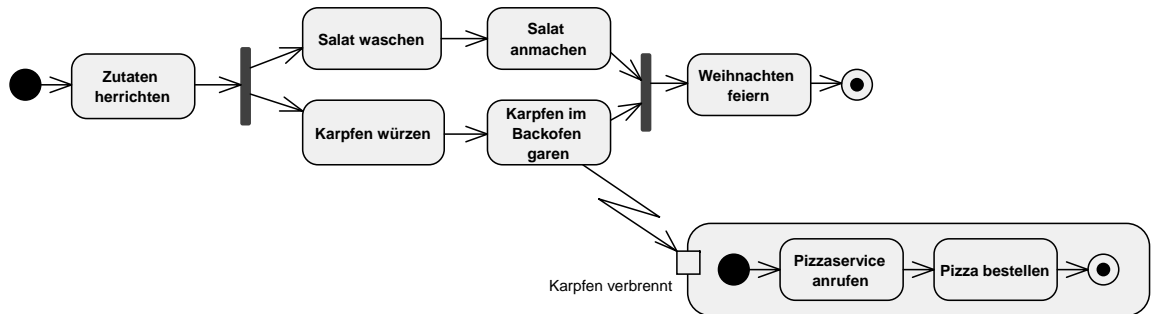 Zutaten
herrichten
Salat waschen
Salat
anmachen
Karpfen würzen
Karpfen im
Backofen
garen
Weihnachten
feiern
Karpfen verbrennt
Pizzaservice
anrufen
Pizza bestellen